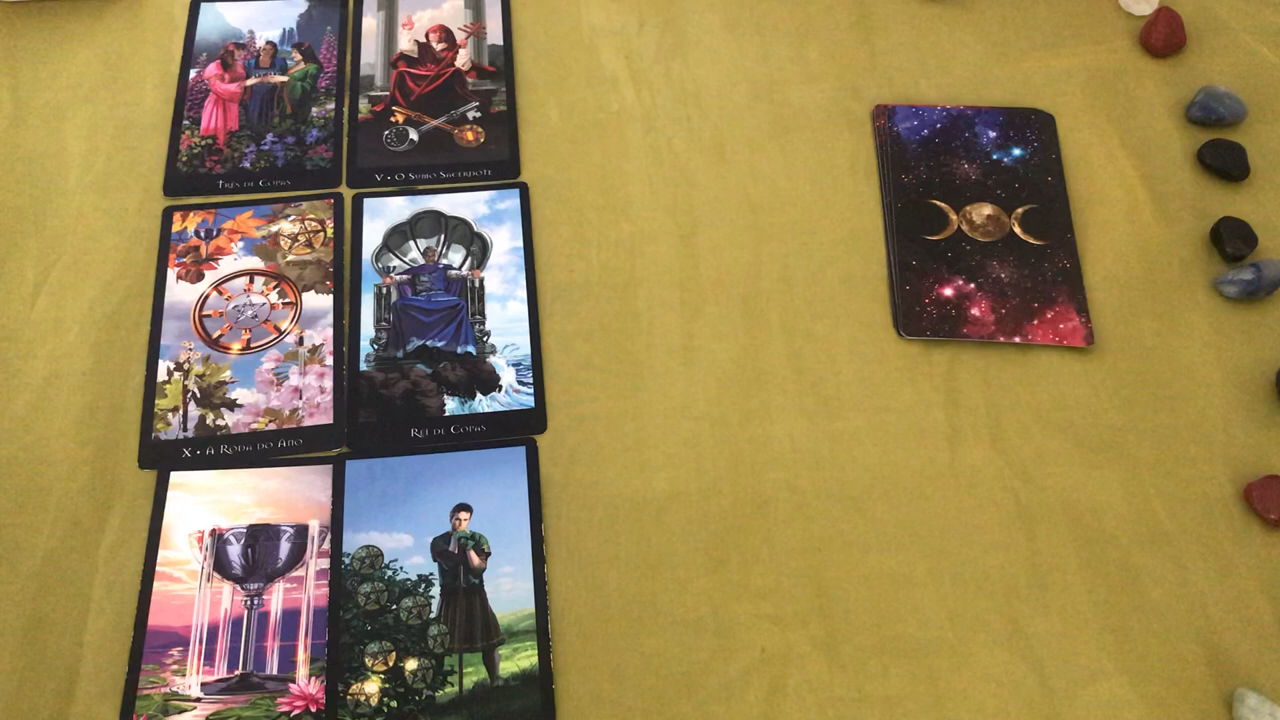 Três de Copas
V • O Sumo Sacerdote
X • A Roda do Ano
Rei de Copas